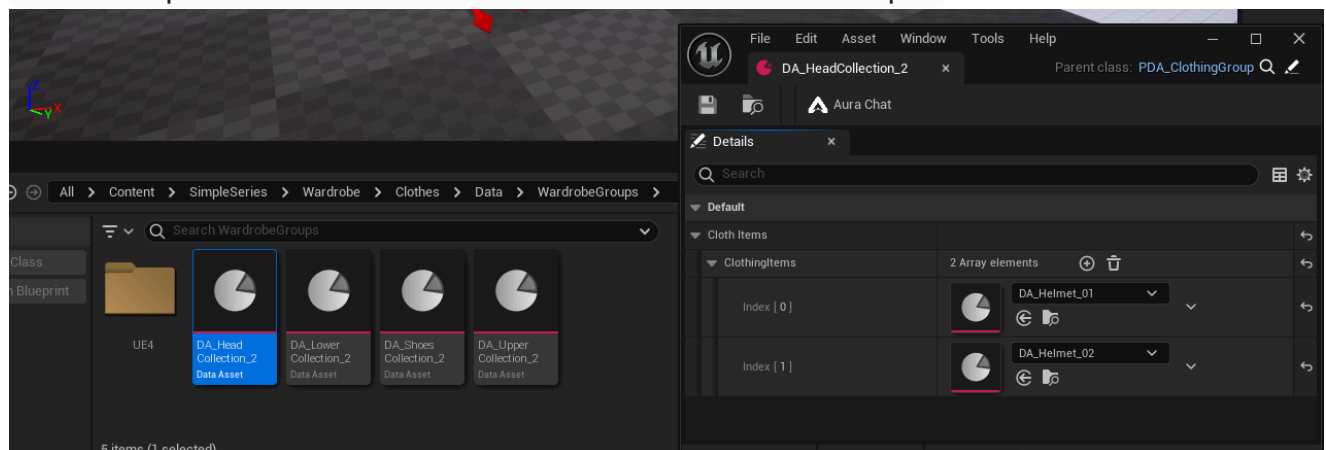 File Edit Asset Window Tools Help
DA_HeadCollection_2
Parent class: PDA_ClothingGroup
Aura Chat
Details
Search
Default
Cloth Items
ClothingItems 2 Array elements
Index [ 0 ] DA_Helmet_01
Index [ 1 ] DA_Helmet_02
Z
Y X
All > Content > SimpleSeries > Wardrobe > Clothes > Data > WardrobeGroups >
Search WardrobeGroups
Class
Blueprint
UE4
DA_Head
Collection_2
Data Asset
DA_Lower
Collection_2
Data Asset
DA_Shoes
Collection_2
Data Asset
DA_Upper
Collection_2
Data Asset
5 items (1 selected)